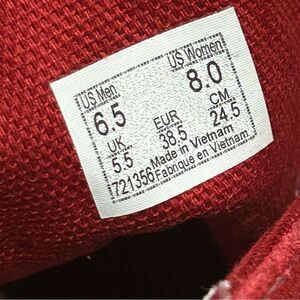 US Men US Women
6.5 8.0
UK EUR CM
5.5 38.5 24.5
Made in Vietnam
721356 Fabrique en Vietnam